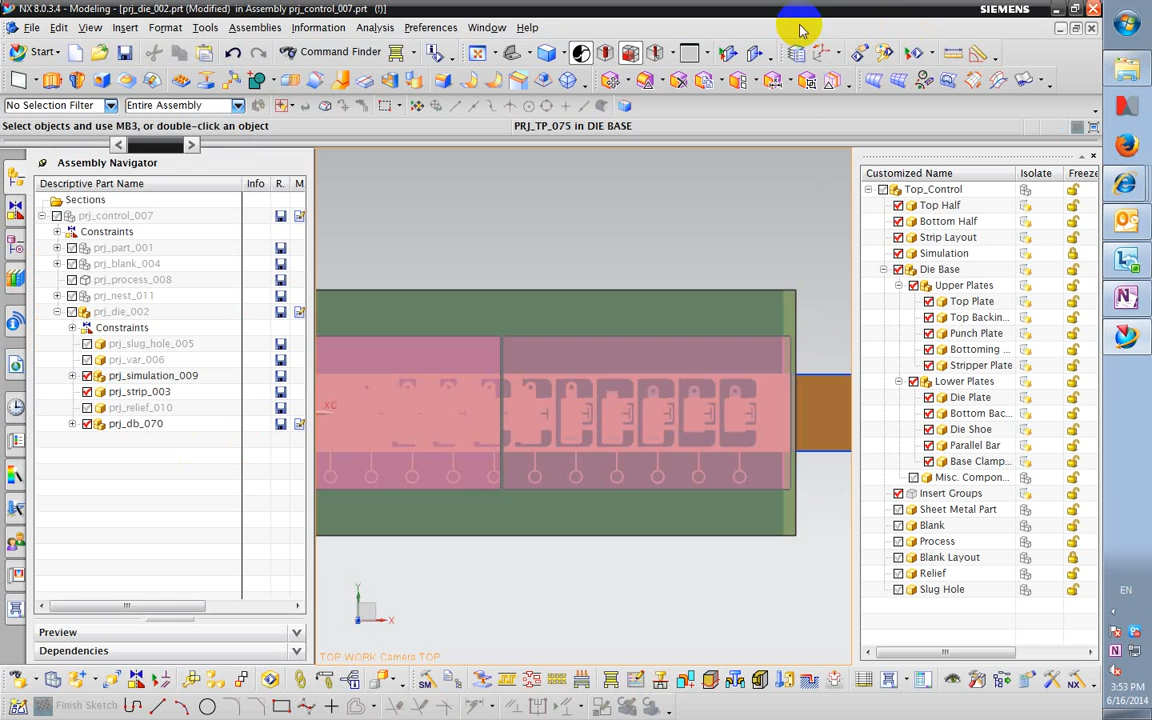 NX 8.0.3.4 - Modeling - [prj_die_002.prt (Modified) in Assembly prj_control_007.prt (!)]
SIEMENS
File Edit View Insert Format Tools Assemblies Information Analysis Preferences Window Help
Start
Command Finder
No Selection Filter
Entire Assembly
Select objects and use MB3, or double-click an object
PRJ_TP_075 in DIE BASE
Assembly Navigator
Descriptive Part Name Info R. M
Sections
prj_control_007
Constraints
prj_part_001
prj_blank_004
prj_process_008
prj_nest_011
prj_die_002
Constraints
prj_slug_hole_005
prj_var_006
prj_simulation_009
prj_strip_003
prj_relief_010
prj_db_070
Preview
Dependencies
XC
Y
X
TOP WORK Camera TOP
Customized Name Isolate Freeze
Top_Control
Top Half
Bottom Half
Strip Layout
Simulation
Die Base
Upper Plates
Top Plate
Top Backin...
Punch Plate
Bottoming ...
Stripper Plate
Lower Plates
Die Plate
Bottom Bac...
Die Shoe
Parallel Bar
Base Clamp...
Misc. Compon...
Insert Groups
Sheet Metal Part
Blank
Process
Blank Layout
Relief
Slug Hole
SM
NX
Finish Sketch
EN
3:53 PM
6/16/2014